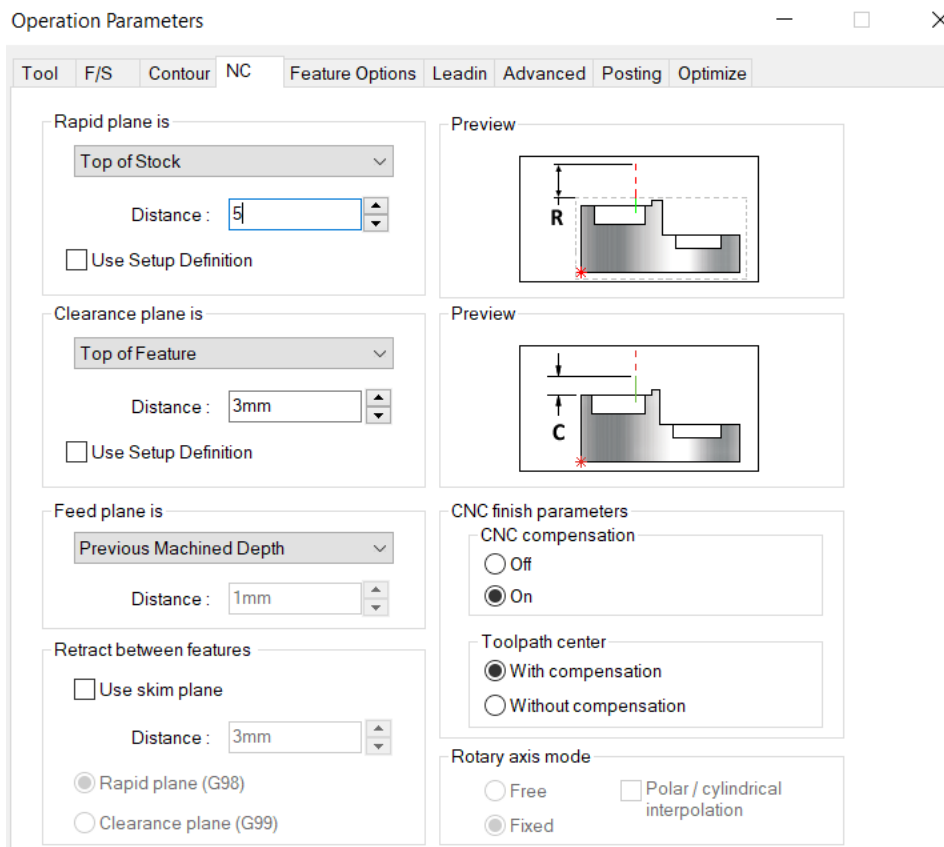 Operation Parameters
Tool F/S Contour NC Feature Options Leadin Advanced Posting Optimize
Rapid plane is
Top of Stock
Distance : 5
Use Setup Definition
Preview
R
Clearance plane is
Top of Feature
Distance : 3mm
Use Setup Definition
Preview
C
Feed plane is
Previous Machined Depth
Distance : 1mm
CNC finish parameters
CNC compensation
Off
On
Toolpath center
With compensation
Without compensation
Retract between features
Use skim plane
Distance : 3mm
Rapid plane (G98)
Clearance plane (G99)
Rotary axis mode
Free
Fixed
Polar / cylindrical
interpolation